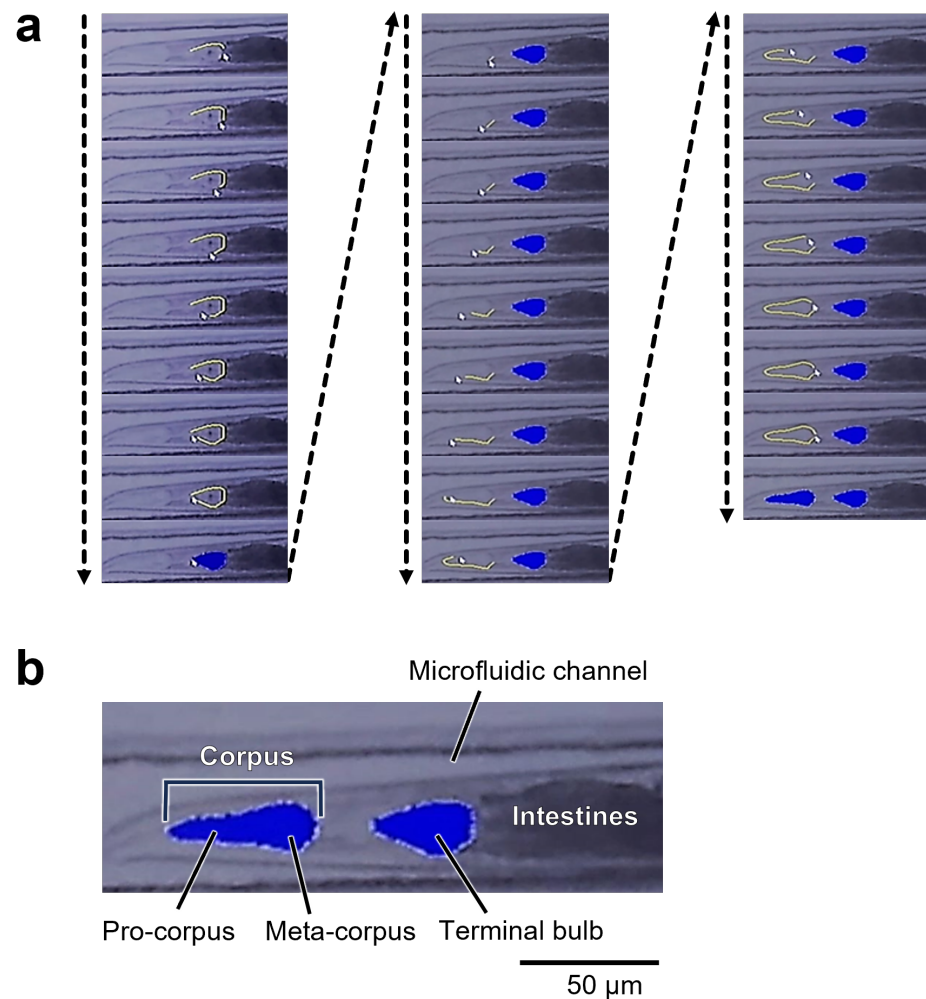 a
b
Microfluidic channel
Corpus
Intestines
Pro-corpus
Meta-corpus
Terminal bulb
50 µm